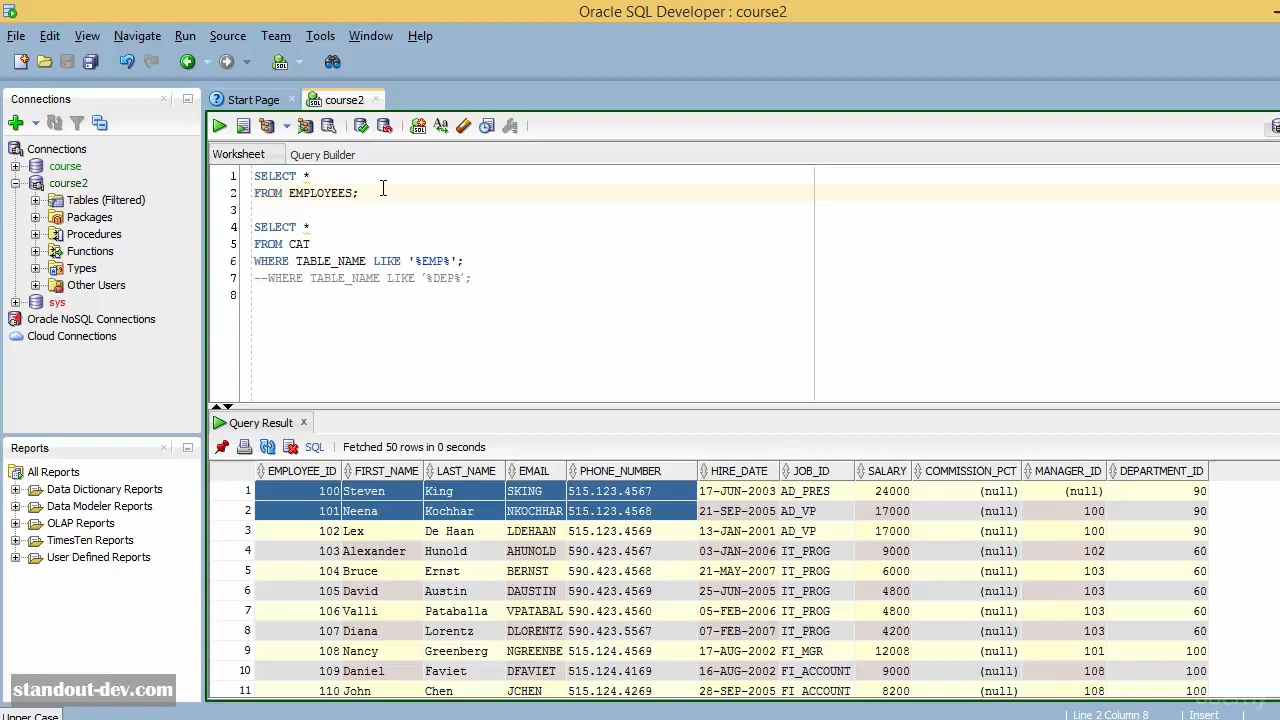 Oracle SQL Developer : course2
File Edit View Navigate Run Source Team Tools Window Help
Connections
Start Page
course2
Worksheet Query Builder
Connections
course
course2
Tables (Filtered)
Packages
Procedures
Functions
Types
Other Users
sys
Oracle NoSQL Connections
Cloud Connections
1 SELECT *
2 FROM EMPLOYEES;
3
4 SELECT *
5 FROM CAT
6 WHERE TABLE_NAME LIKE '%EMP%';
7 --WHERE TABLE_NAME LIKE '%DEP%';
8
Reports
All Reports
Data Dictionary Reports
Data Modeler Reports
OLAP Reports
TimesTen Reports
User Defined Reports
Query Result
SQL Fetched 50 rows in 0 seconds
EMPLOYEE_ID FIRST_NAME LAST_NAME EMAIL PHONE_NUMBER HIRE_DATE JOB_ID SALARY COMMISSION_PCT MANAGER_ID DEPARTMENT_ID
1 100 Steven King SKING 515.123.4567 17-JUN-2003 AD_PRES 24000 (null) (null) 90
2 101 Neena Kochhar NKOCHHAR 515.123.4568 21-SEP-2005 AD_VP 17000 (null) 100 90
3 102 Lex De Haan LDEHAAN 515.123.4569 13-JAN-2001 AD_VP 17000 (null) 100 90
4 103 Alexander Hunold AHUNOLD 590.423.4567 03-JAN-2006 IT_PROG 9000 (null) 102 60
5 104 Bruce Ernst BERNST 590.423.4568 21-MAY-2007 IT_PROG 6000 (null) 103 60
6 105 David Austin DAUSTIN 590.423.4569 25-JUN-2005 IT_PROG 4800 (null) 103 60
7 106 Valli Pataballa VPATABAL 590.423.4560 05-FEB-2006 IT_PROG 4800 (null) 103 60
8 107 Diana Lorentz DLORENTZ 590.423.5567 07-FEB-2007 IT_PROG 4200 (null) 103 60
9 108 Nancy Greenberg NGREENBE 515.124.4569 17-AUG-2002 FI_MGR 12008 (null) 101 100
10 109 Daniel Faviet DFAVIET 515.124.4169 16-AUG-2002 FI_ACCOUNT 9000 (null) 108 100
11 110 John Chen JCHEN 515.124.4269 28-SEP-2005 FI_ACCOUNT 8200 (null) 108 100
standout-dev.com
Upper Case
Line 2 Column 8 Insert